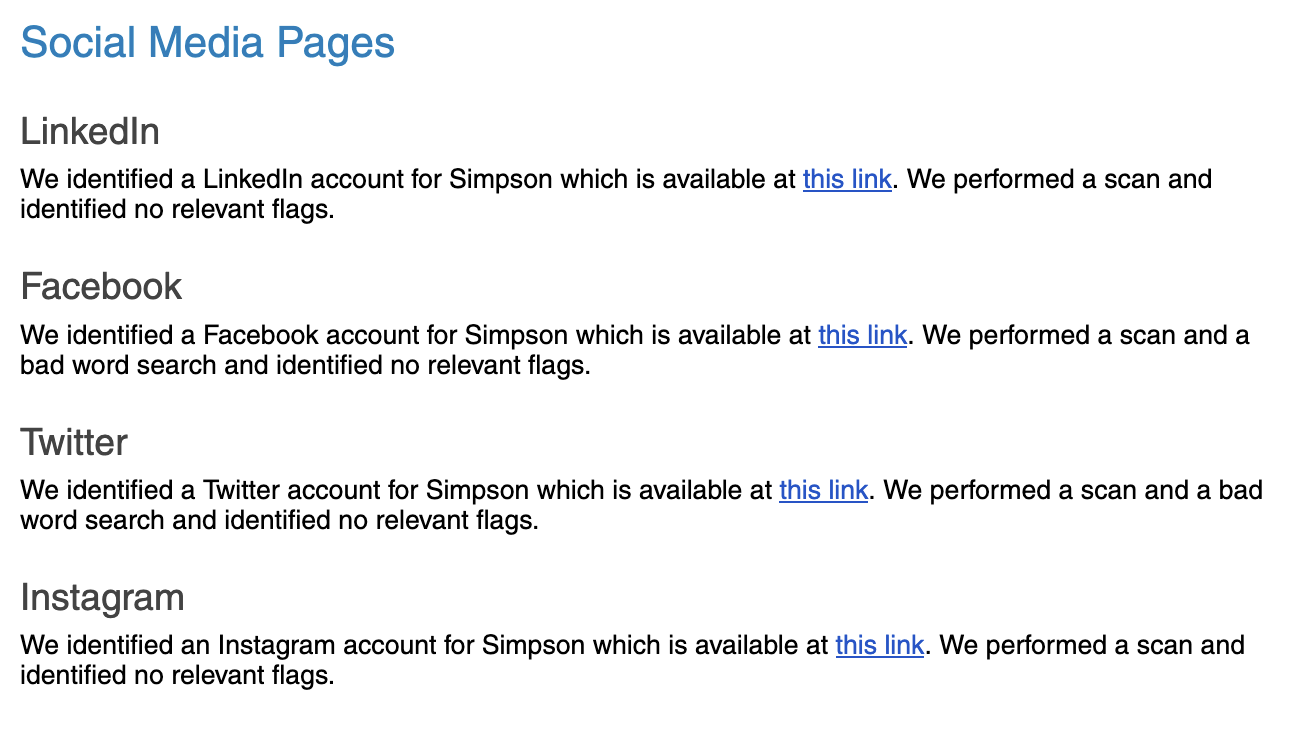 Social Media Pages
LinkedIn
We identified a LinkedIn account for Simpson which is available at this link. We performed a scan and
identified no relevant flags.
Facebook
We identified a Facebook account for Simpson which is available at this link. We performed a scan and a
bad word search and identified no relevant flags.
Twitter
We identified a Twitter account for Simpson which is available at this link. We performed a scan and a bad
word search and identified no relevant flags.
Instagram
We identified an Instagram account for Simpson which is available at this link. We performed a scan and
identified no relevant flags.